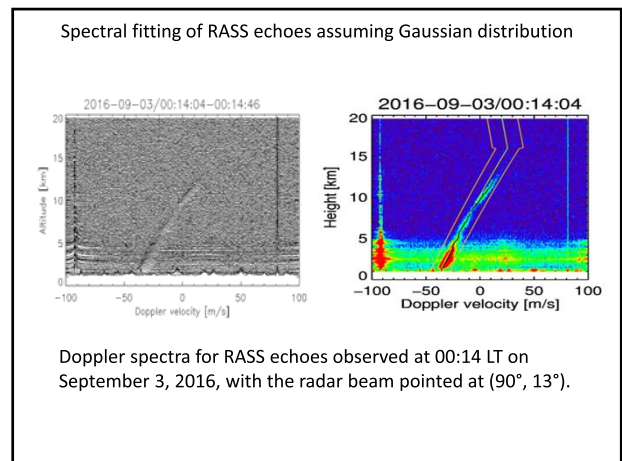 Spectral fitting of RASS echoes assuming Gaussian distribution
2016-09-03/00:14:04-00:14:46
20
15
10
5
0
Altitude [km]
-100 -50 0 50 100
Doppler velocity [m/s]
2016-09-03/00:14:04
20
15
10
5
0
Height [km]
-100 -50 0 50 100
Doppler velocity [m/s]
Doppler spectra for RASS echoes observed at 00:14 LT on
September 3, 2016, with the radar beam pointed at (90°, 13°).